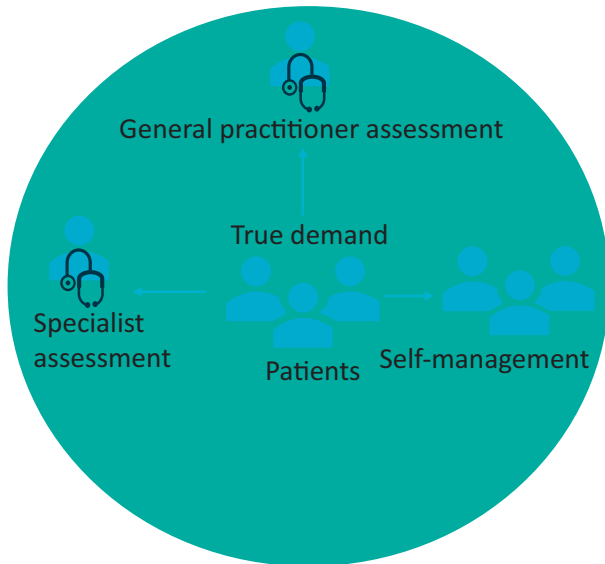 General practitioner assessment
True demand
Specialist
assessment
Patients
Self-management